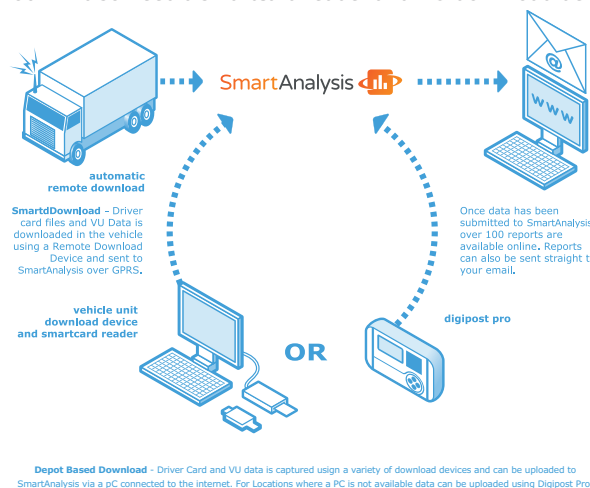 SmartAnalysis
@
www
automatic
remote download
SmartdDownload - Driver
card files and VU Data is
downloaded in the vehicle
using a Remote Download
Device and sent to
SmartAnalysis over GPRS.
Once data has been
submitted to SmartAnalysis
over 100 reports are
available online. Reports
can also be sent straight t
your email.
vehicle unit
download device
and smartcard reader
OR
digipost pro
Depot Based Download - Driver Card and VU data is captured usign a variety of download devices and can be uploaded to
SmartAnalysis via a pC connected to the internet. For Locations where a PC is not available data can be uploaded using Digipost Pro